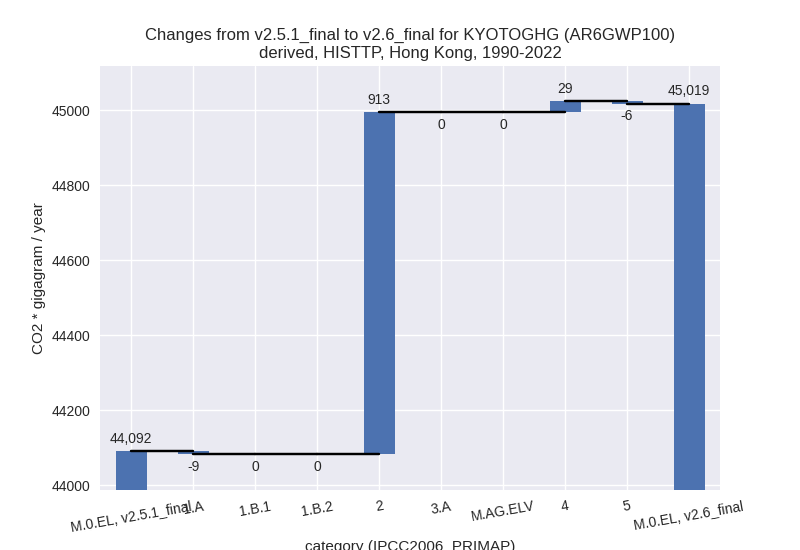 Changes from v2.5.1_final to v2.6_final for KYOTOGHG (AR6GWP100)
derived, HISTTP, Hong Kong, 1990-2022
CO2 * gigagram / year
45000
44800
44600
44400
44200
44000
44,092
-9
0
0
913
0
0
29
-6
45,019
M.0.EL, v2.5.1_final
1.A
1.B.1
1.B.2
2
3.A
M.AG.ELV
4
5
M.0.EL, v2.6_final
category (IPCC2006_PRIMAP)